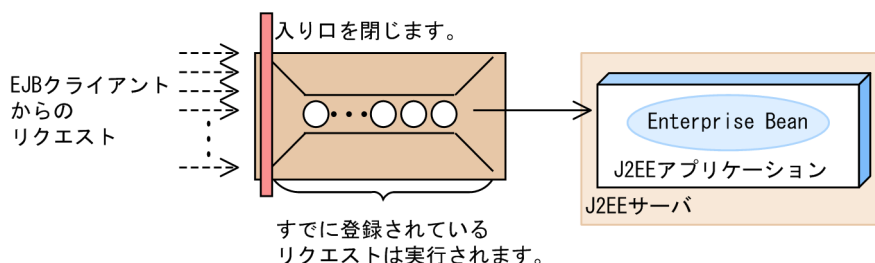 入り口を閉じます。
EJBクライアント
からの
リクエスト
Enterprise Bean
J2EEアプリケーション
J2EEサーバ
すでに登録されている
リクエストは実行されます。